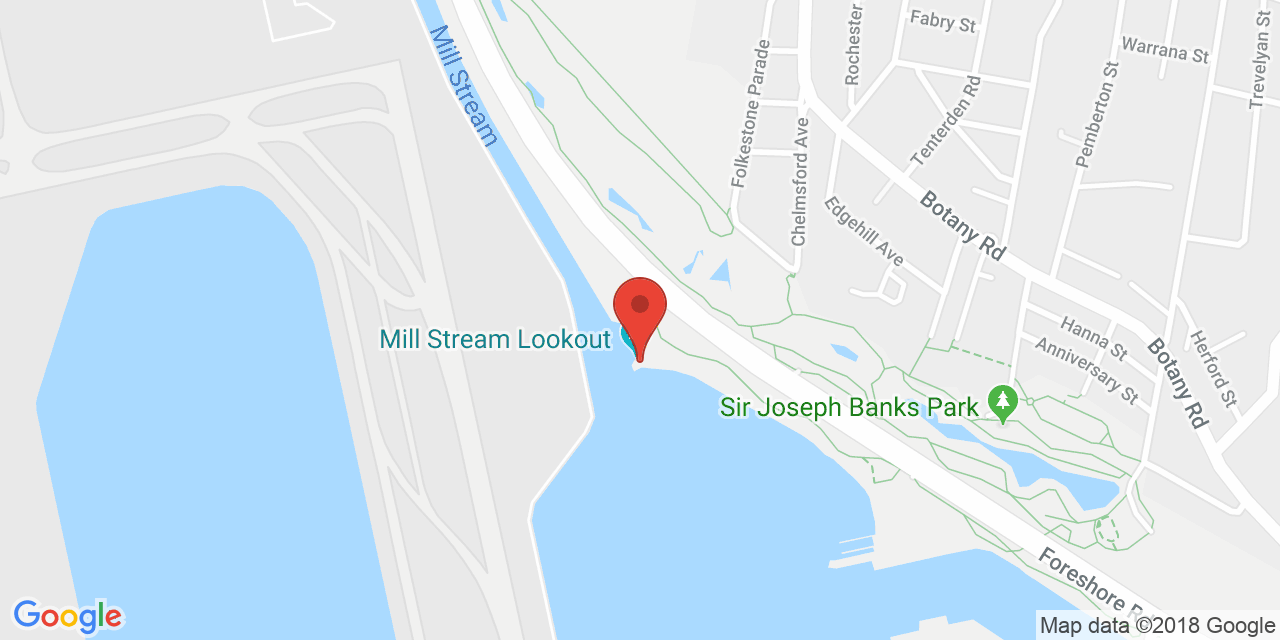 Fabry St
Rochester
Trevelyan St
Warrana St
Mill Stream
Folkestone Parade
Pemberton St
Tenterden Rd
Chelmsford Ave
Edgehill Ave
Botany Rd
Mill Stream Lookout
Hanna St
Anniversary St
Herford St
Botany Rd
Sir Joseph Banks Park
Foreshore Rd
Google
Map data ©2018 Google